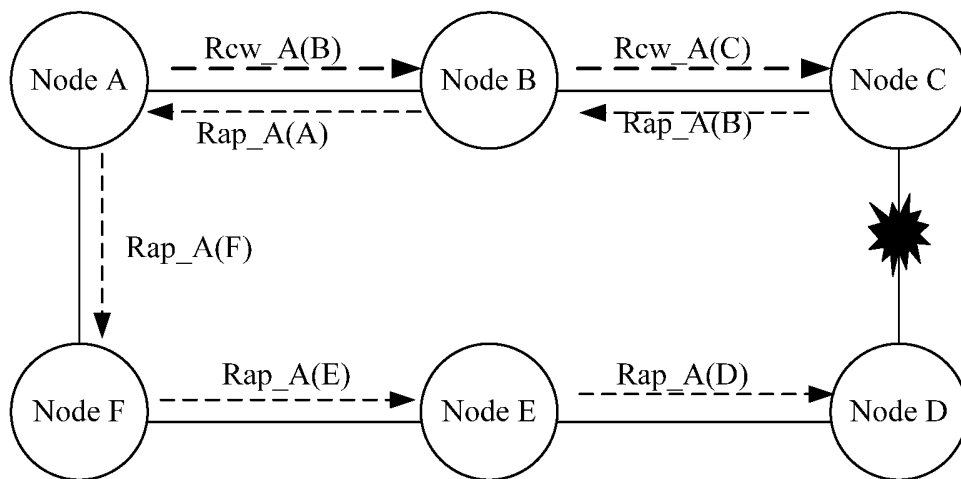 Rcw_A(B)
Rcw_A(C)
Node A
Node B
Node C
Rap_A(A)
Rap_A(B)
Rap_A(F)
Rap_A(E)
Rap_A(D)
Node F
Node E
Node D